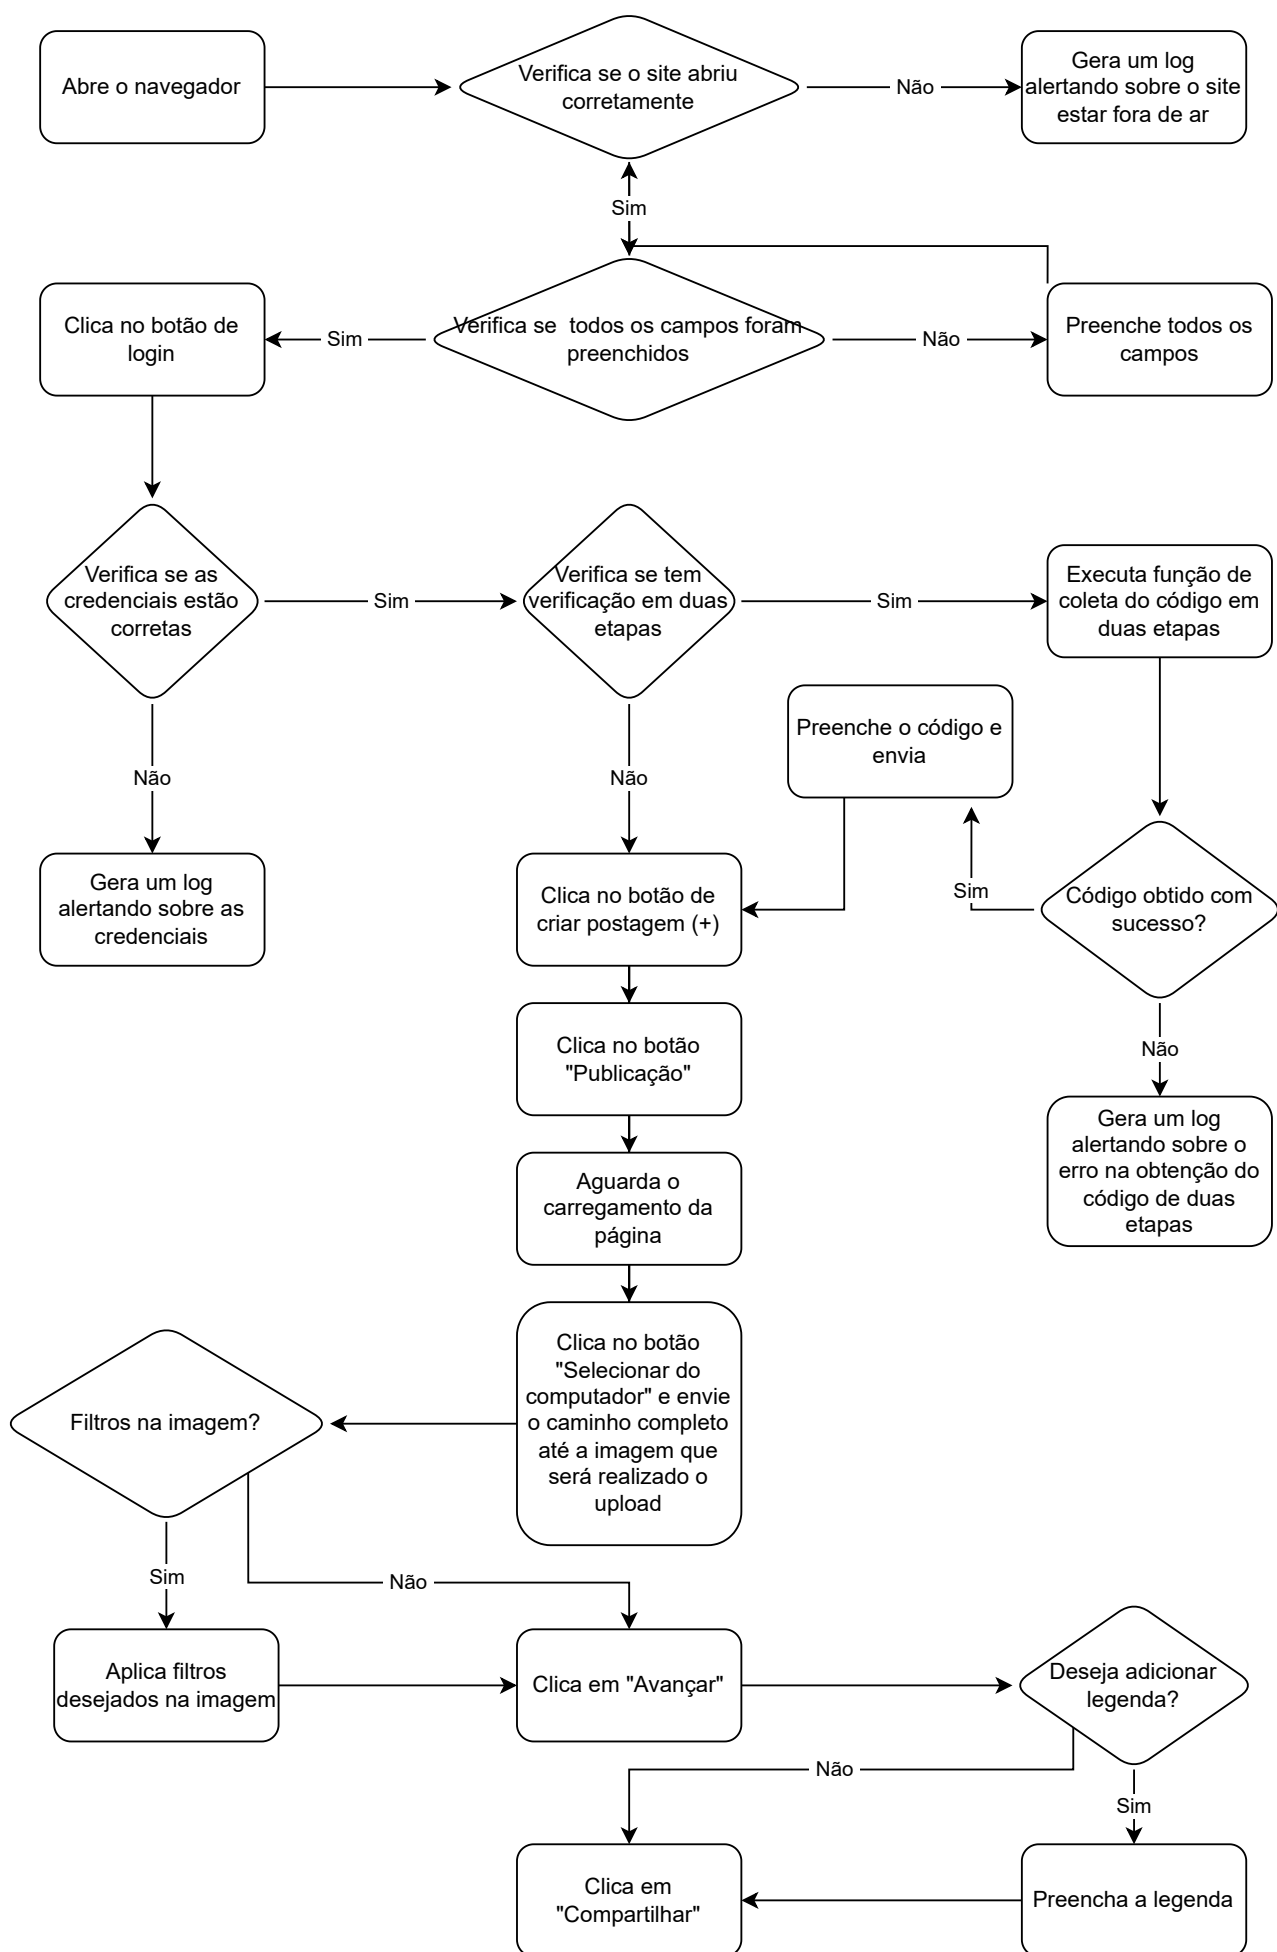 Abre o navegador
Verifica se o site abriu
corretamente
Não
Gera um log
alertando sobre o site
estar fora de ar
Sim
Clica no botão de
login
Sim
Verifica se  todos os campos foram
preenchidos
Não
Preenche todos os
campos
Verifica se as
credenciais estão
corretas
Sim
Verifica se tem
verificação em duas
etapas
Sim
Executa função de
coleta do código em
duas etapas
Preenche o código e
envia
Não
Não
Gera um log
alertando sobre as
credenciais
Clica no botão de
criar postagem (+)
Sim
Código obtido com
sucesso?
Clica no botão
"Publicação"
Não
Gera um log
alertando sobre o
erro na obtenção do
código de duas
etapas
Aguarda o
carregamento da
página
Filtros na imagem?
Clica no botão
"Selecionar do
computador" e envie
o caminho completo
até a imagem que
será realizado o
upload
Sim
Não
Aplica filtros
desejados na imagem
Clica em "Avançar"
Deseja adicionar
legenda?
Não
Sim
Clica em
"Compartilhar"
Preencha a legenda